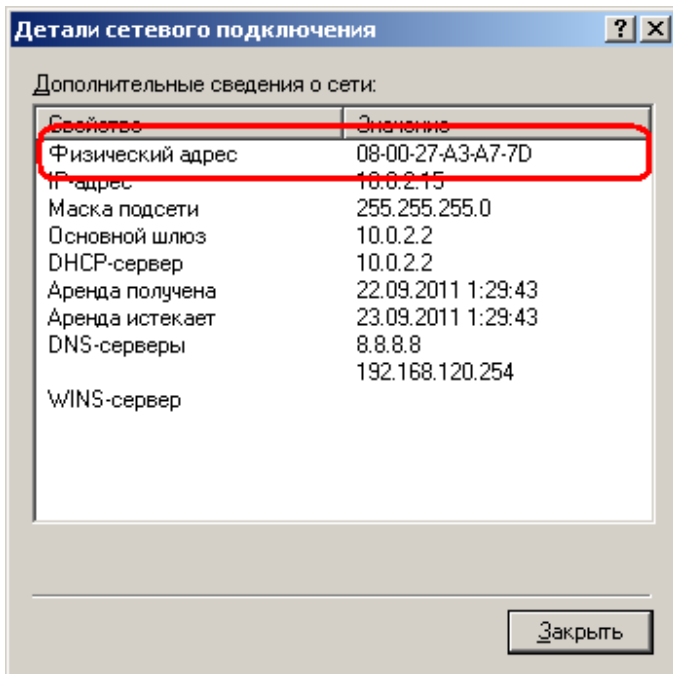 Детали сетевого подключения
Дополнительные сведения о сети:
Свойство Значение
Физический адрес 08-00-27-A3-A7-7D
IP-адрес 10.0.2.15
Маска подсети 255.255.255.0
Основной шлюз 10.0.2.2
DHCP-сервер 10.0.2.2
Аренда получена 22.09.2011 1:29:43
Аренда истекает 23.09.2011 1:29:43
DNS-серверы 8.8.8.8
192.168.120.254
WINS-сервер
Закрыть